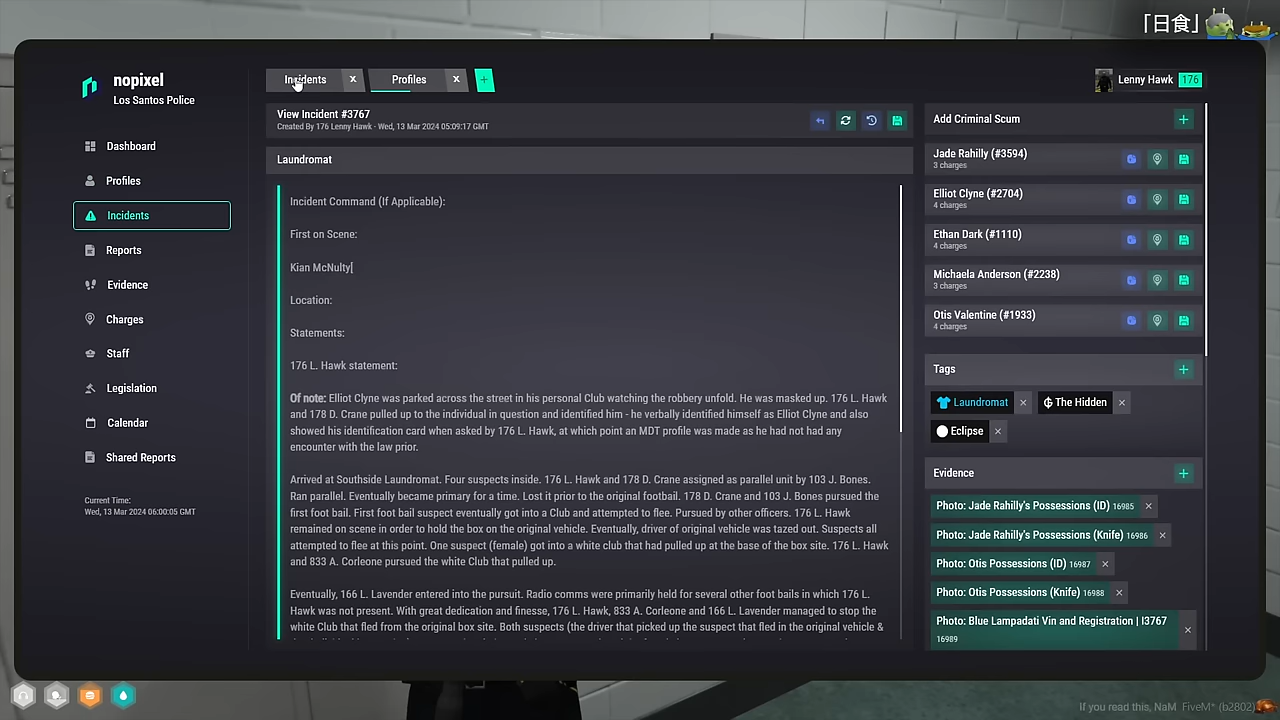 「日食」
nopixel
Los Santos Police
Incidents
Profiles
Lenny Hawk 176
Dashboard
Profiles
Incidents
Reports
Evidence
Charges
Staff
Legislation
Calendar
Shared Reports
Current Time:
Wed, 13 Mar 2024 06:00:05 GMT
View Incident #3767
Created By 176 Lenny Hawk - Wed, 13 Mar 2024 05:09:17 GMT
Laundromat
Incident Command (If Applicable):
First on Scene:
Kian McNulty[
Location:
Statements:
176 L. Hawk statement:
Of note: Elliot Clyne was parked across the street in his personal Club watching the robbery unfold. He was masked up. 176 L. Hawk
and 178 D. Crane pulled up to the individual in question and identified him - he verbally identified himself as Elliot Clyne and also
showed his identification card when asked by 176 L. Hawk, at which point an MDT profile was made as he had not had any
encounter with the law prior.
Arrived at Southside Laundromat. Four suspects inside. 176 L. Hawk and 178 D. Crane assigned as parallel unit by 103 J. Bones.
Ran parallel. Eventually became primary for a time. Lost it prior to the original footbail. 178 D. Crane and 103 J. Bones pursued the
first foot bail. First foot bail suspect eventually got into a Club and attempted to flee. Pursued by other officers. 176 L. Hawk
remained on scene in order to hold the box on the original vehicle. Eventually, driver of original vehicle was tazed out. Suspects all
attempted to flee at this point. One suspect (female) got into a white club that had pulled up at the base of the box site. 176 L. Hawk
and 833 A. Corleone pursued the white Club that pulled up.
Eventually, 166 L. Lavender entered into the pursuit. Radio comms were primarily held for several other foot bails in which 176 L.
Hawk was not present. With great dedication and finesse, 176 L. Hawk, 833 A. Corleone and 166 L. Lavender managed to stop the
white Club that fled from the original box site. Both suspects (the driver that picked up the suspect that fled in the original vehicle &
Add Criminal Scum
Jade Rahilly (#3594)
3 charges
Elliot Clyne (#2704)
4 charges
Ethan Dark (#1110)
4 charges
Michaela Anderson (#2238)
3 charges
Otis Valentine (#1933)
4 charges
Tags
Laundromat
The Hidden
Eclipse
Evidence
Photo: Jade Rahilly's Possessions (ID) 16985
Photo: Jade Rahilly's Possessions (Knife) 16986
Photo: Otis Possessions (ID) 16987
Photo: Otis Possessions (Knife) 16988
Photo: Blue Lampadati Vin and Registration | I3767
16989
If you read this, NaM FiveM* (b2802)